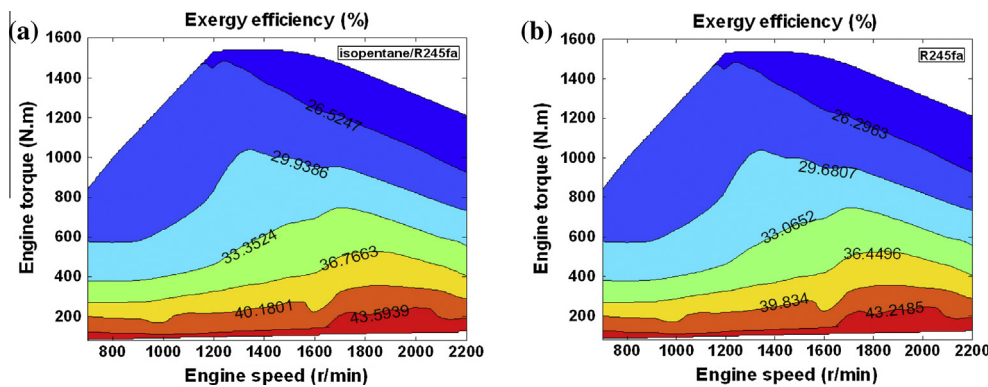 (a)
Exergy efficiency (%)
isopentane/R245fa
Engine torque (N.m)
1600
1400
1200
1000
800
600
400
200
26.5247
29.9386
33.3524
36.7663
40.1801
43.5939
800 1000 1200 1400 1600 1800 2000 2200
Engine speed (r/min)
(b)
Exergy efficiency (%)
R245fa
Engine torque (N.m)
1600
1400
1200
1000
800
600
400
200
26.2963
29.6807
33.0652
36.4496
39.834
43.2185
800 1000 1200 1400 1600 1800 2000 2200
Engine speed (r/min)